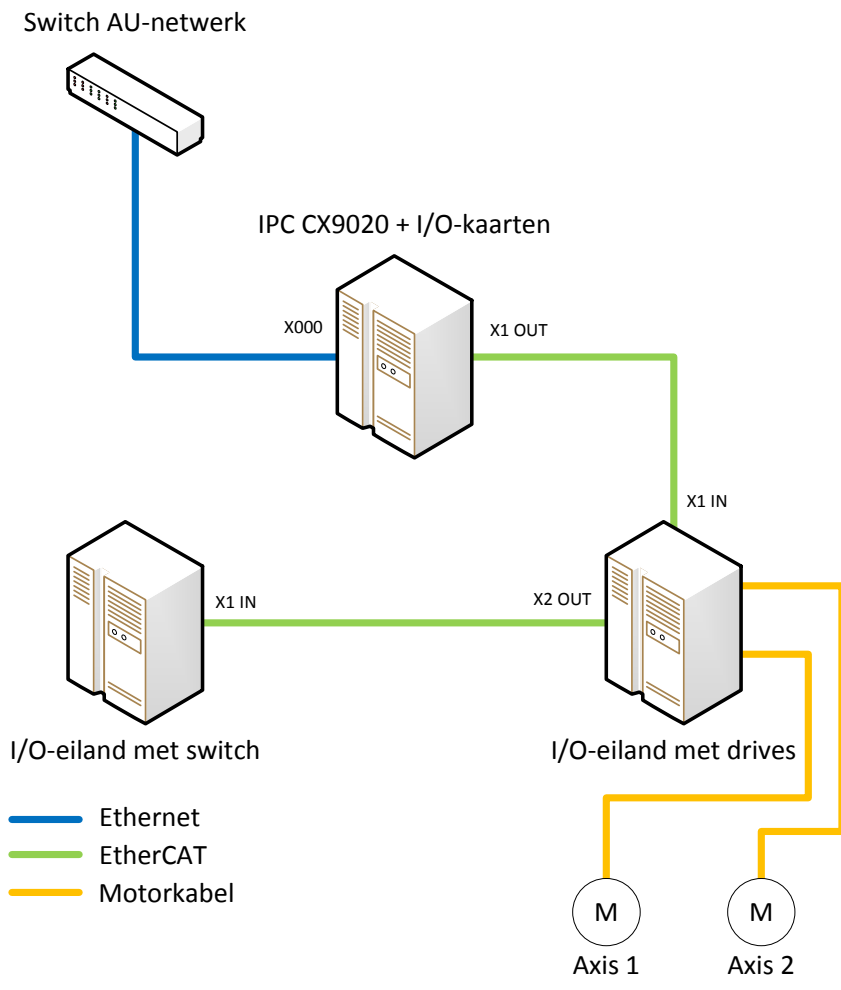 Switch AU-netwerk
IPC CX9020 + I/O-kaarten
X000
X1 OUT
X1 IN
X1 IN
X2 OUT
I/O-eiland met switch
I/O-eiland met drives
Ethernet
EtherCAT
Motorkabel
M
M
Axis 1
Axis 2